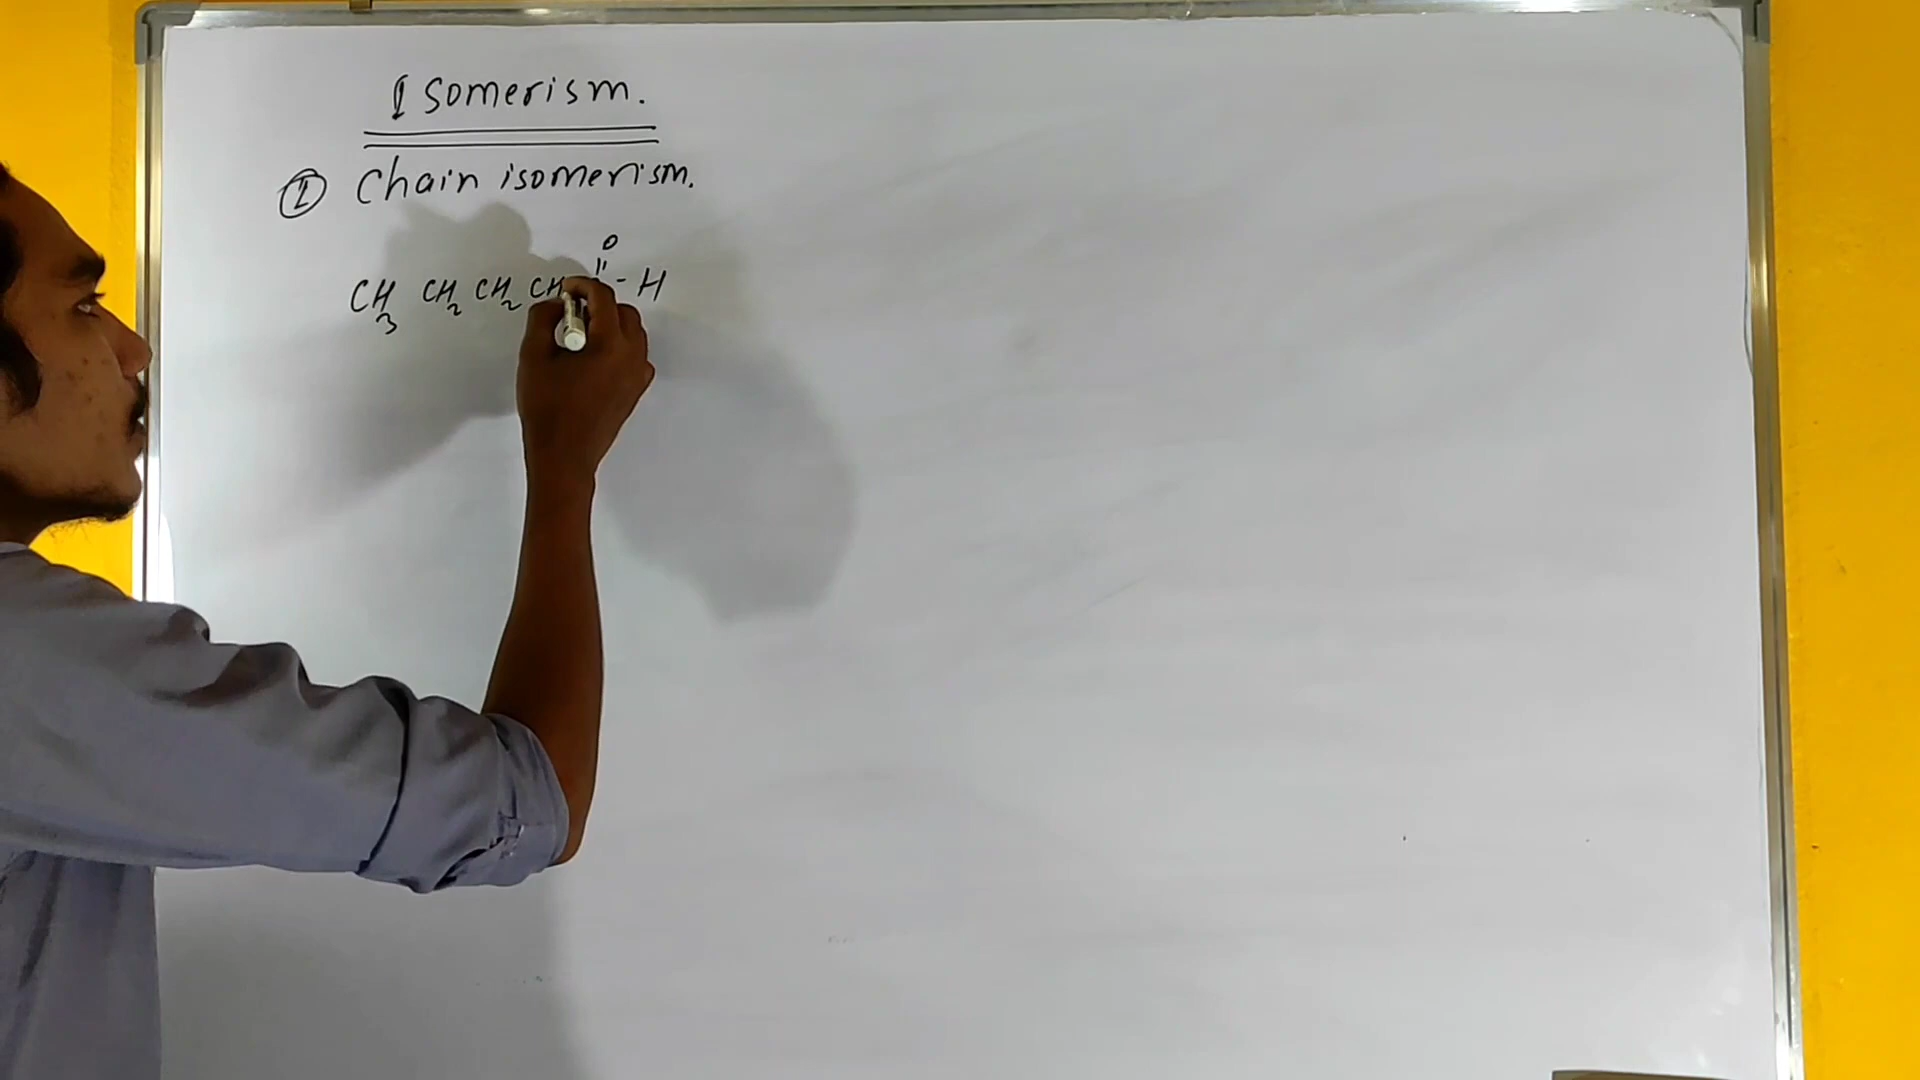 Isomerism.
① Chain isomerism.
O
CH3 CH2 CH2 CH - H